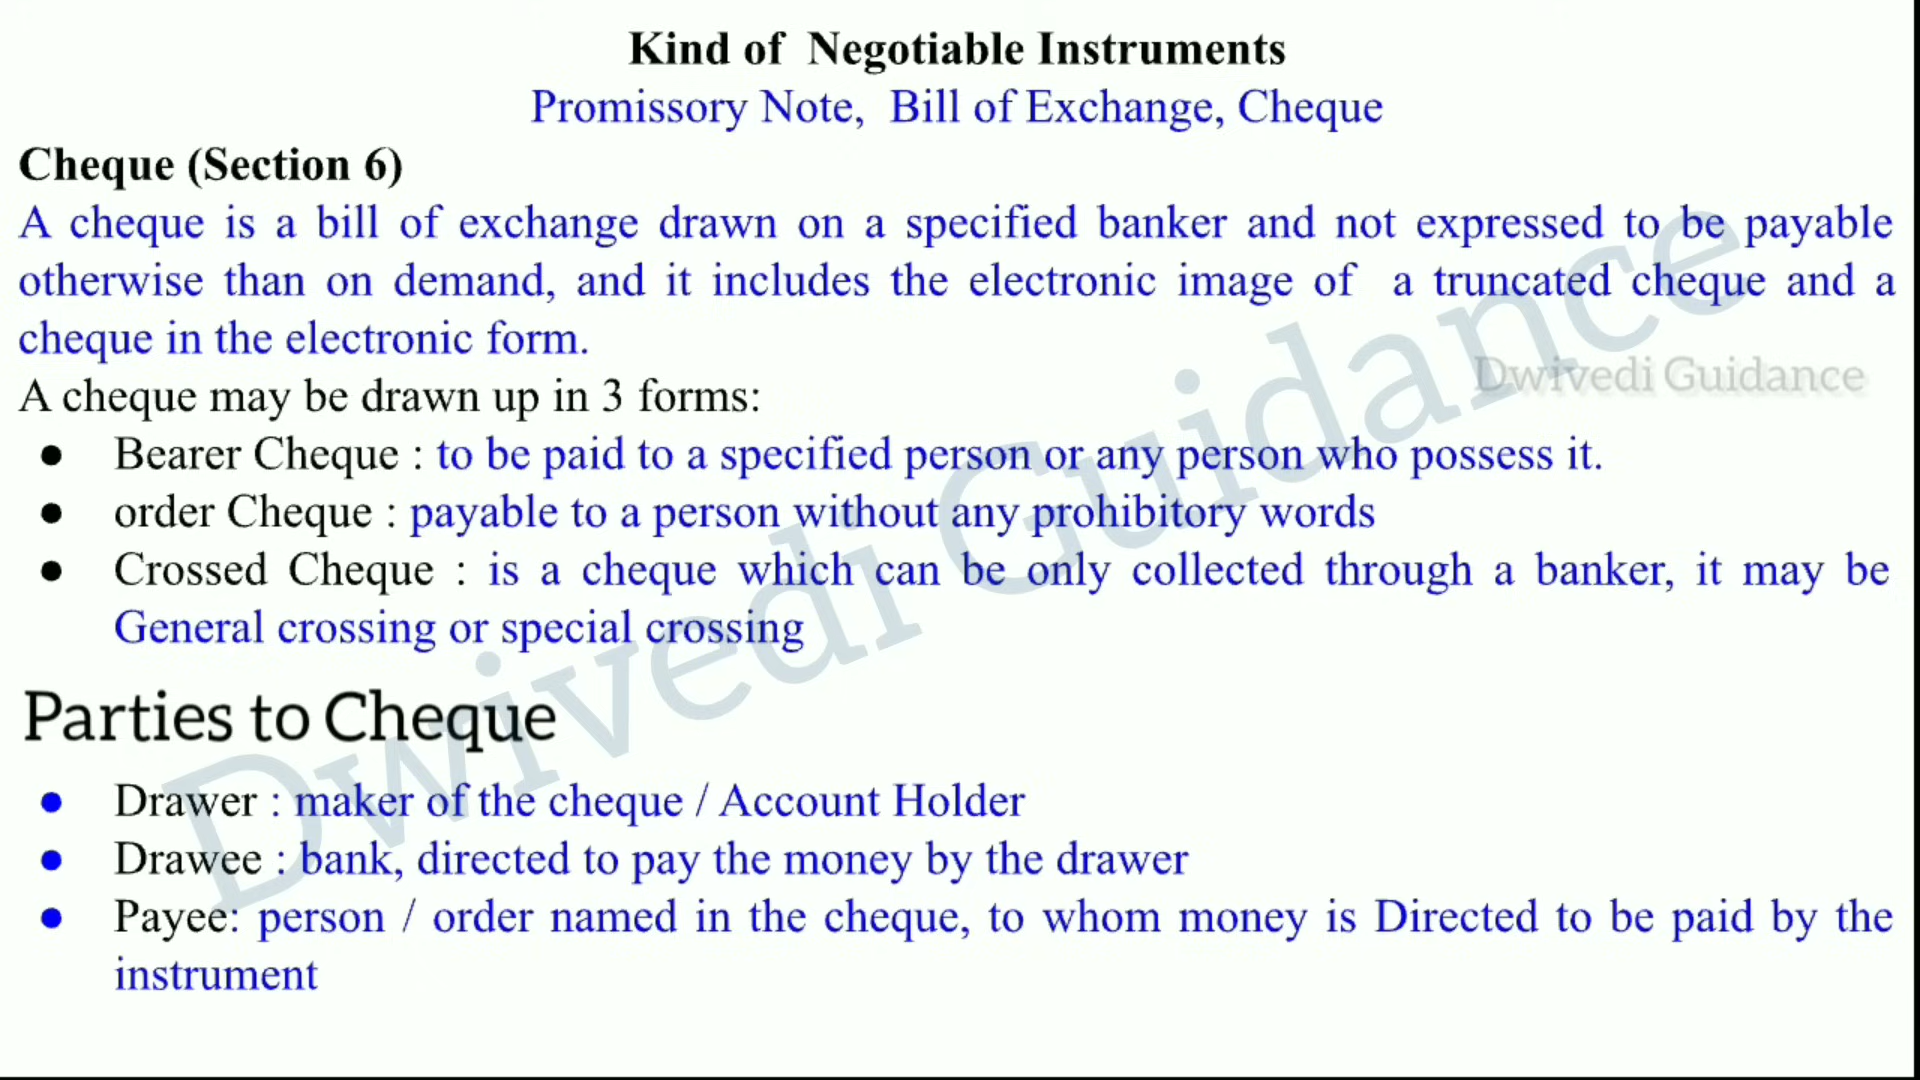 Kind of Negotiable Instruments
Promissory Note, Bill of Exchange, Cheque
Cheque (Section 6)
A cheque is a bill of exchange drawn on a specified banker and not expressed to be payable
otherwise than on demand, and it includes the electronic image of a truncated cheque and a
cheque in the electronic form.
Dwivedi Guidance
A cheque may be drawn up in 3 forms:
● Bearer Cheque : to be paid to a specified person or any person who possess it.
● order Cheque : payable to a person without any prohibitory words
● Crossed Cheque : is a cheque which can be only collected through a banker, it may be
General crossing or special crossing
Dwivedi Guidance
Parties to Cheque
● Drawer : maker of the cheque / Account Holder
● Drawee : bank, directed to pay the money by the drawer
● Payee: person / order named in the cheque, to whom money is Directed to be paid by the
instrument